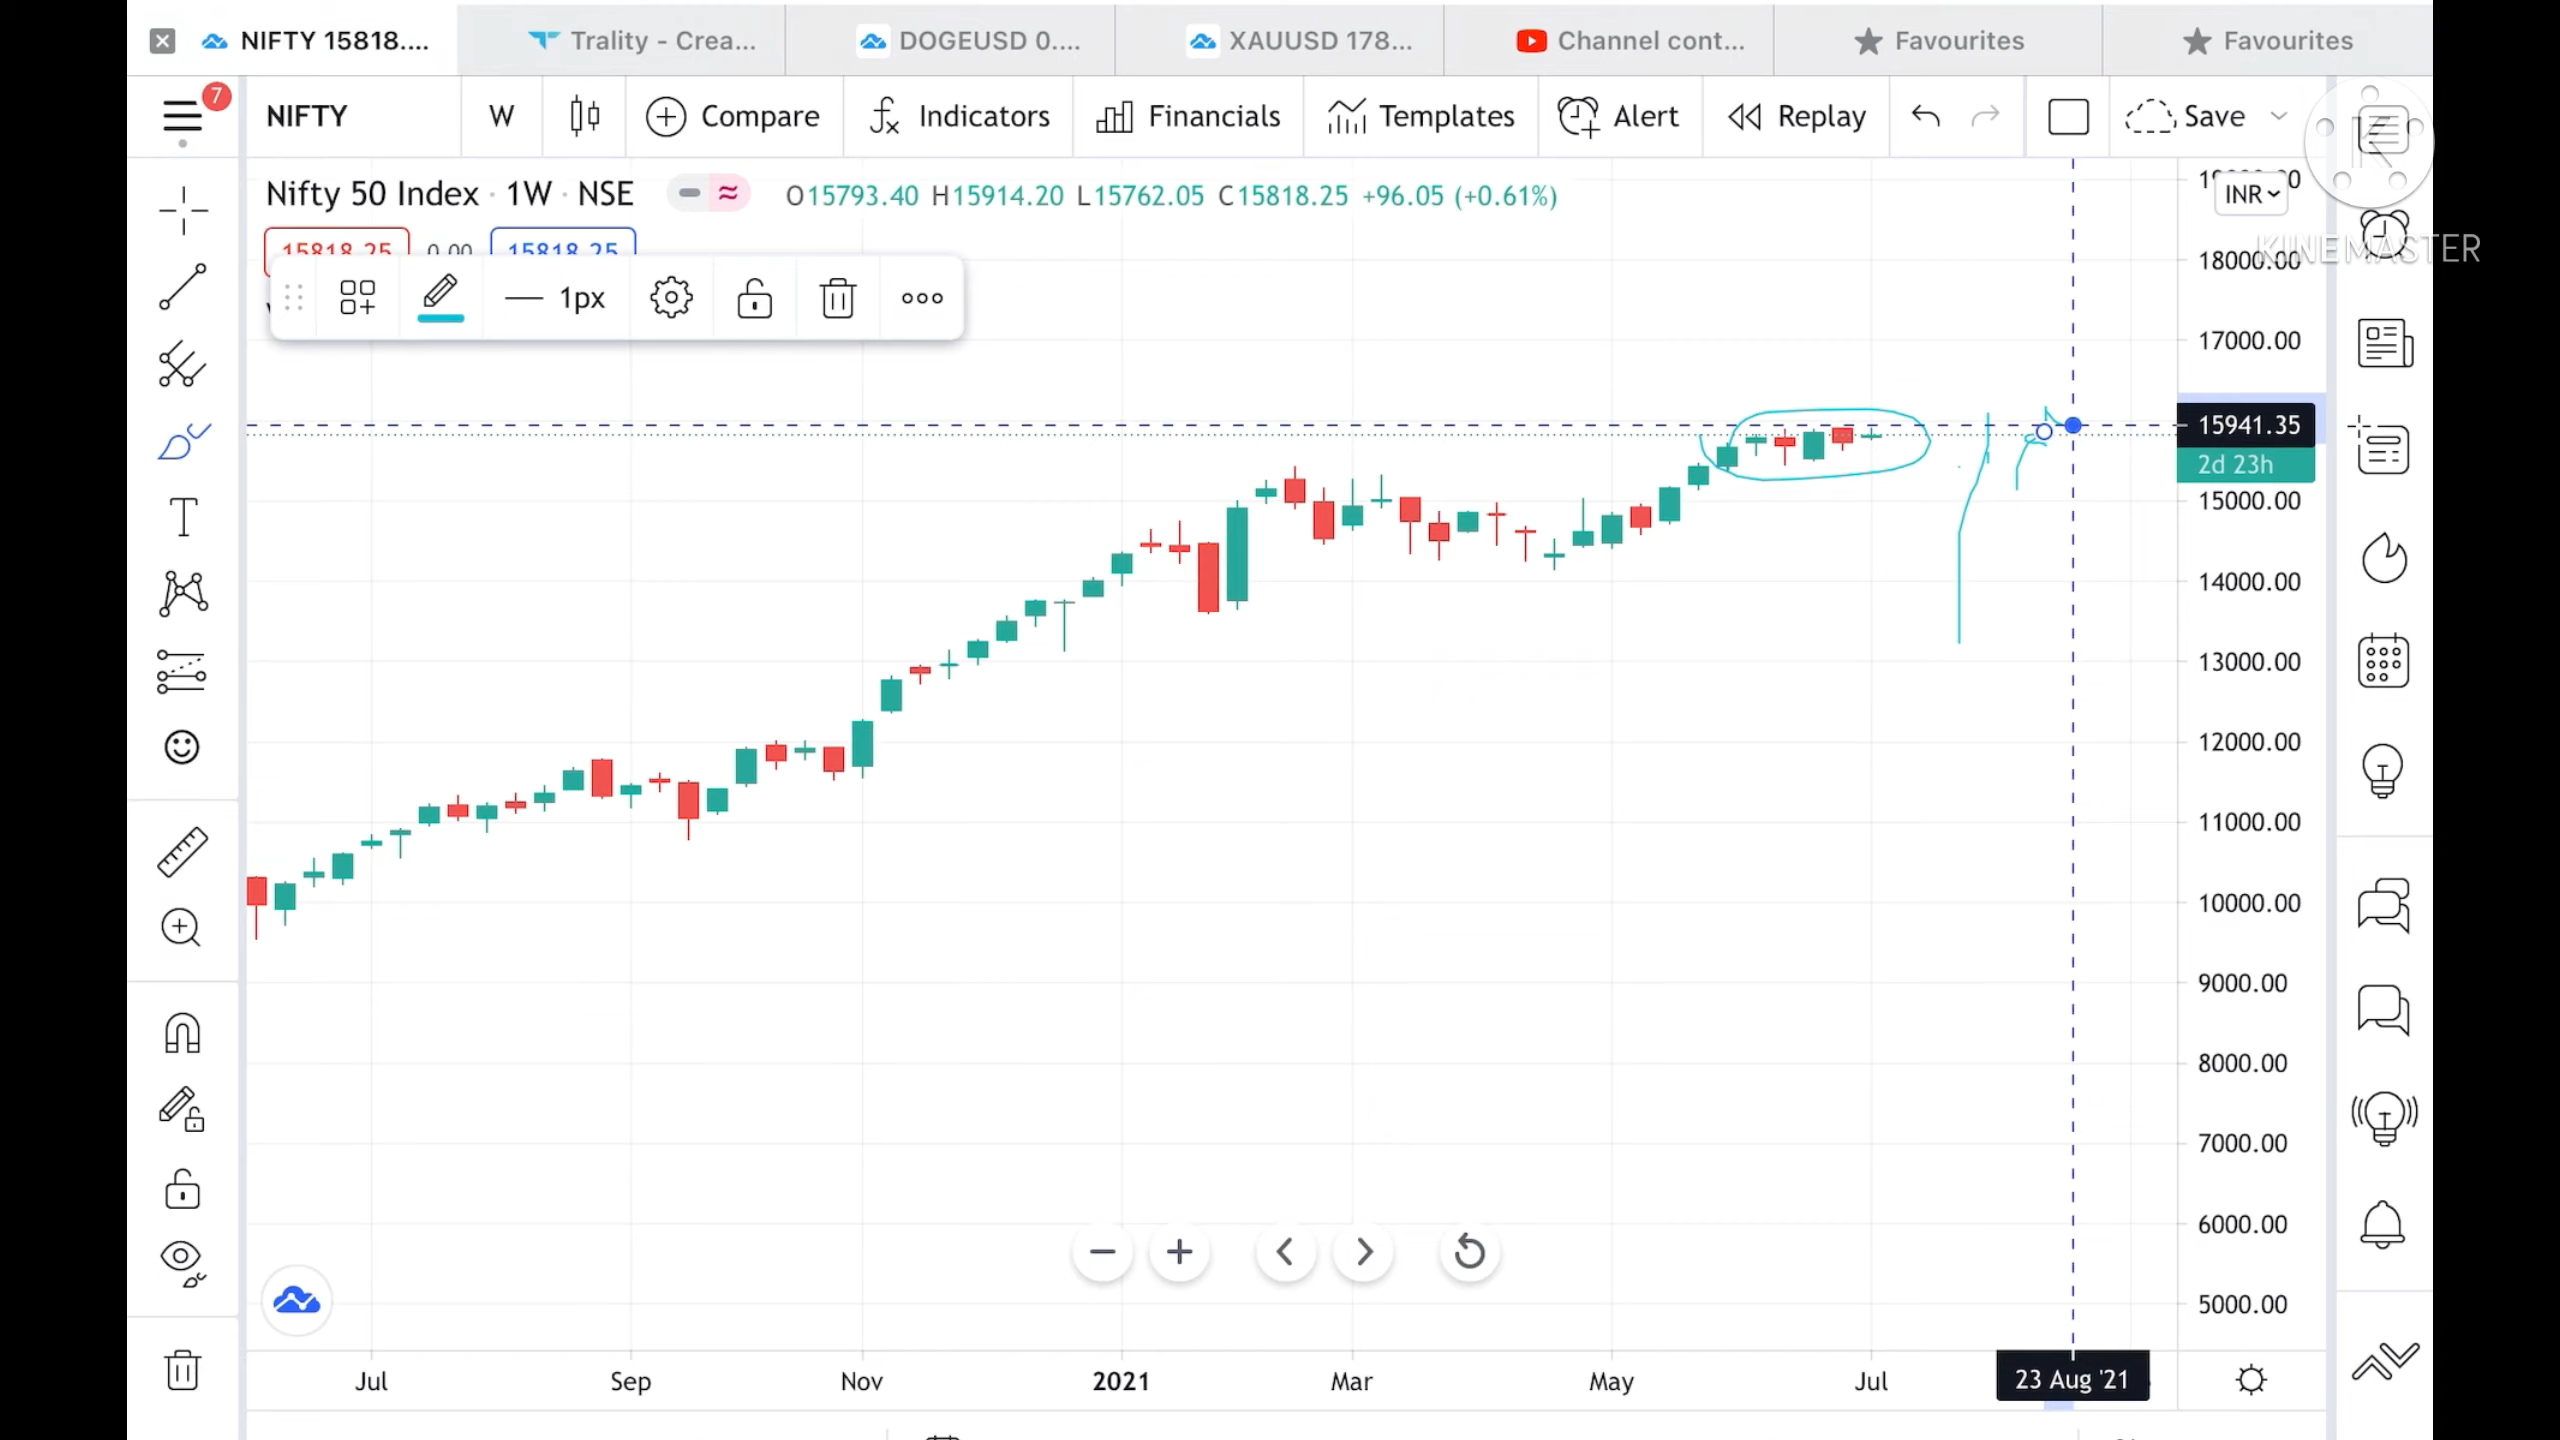 NIFTY 15818....
Trality - Crea...
DOGEUSD 0....
XAUUSD 178...
Channel cont...
Favourites
Favourites
7
NIFTY
W
Compare
Indicators
Financials
Templates
Alert
Replay
Save
Nifty 50 Index · 1W · NSE
O15793.40 H15914.20 L15762.05 C15818.25 +96.05 (+0.61%)
INR
KINEMASTER
15818.25
0.00
15818.25
1px
18000.00
17000.00
15941.35
2d 23h
15000.00
14000.00
13000.00
12000.00
11000.00
10000.00
9000.00
8000.00
7000.00
6000.00
5000.00
Jul
Sep
Nov
2021
Mar
May
Jul
23 Aug '21